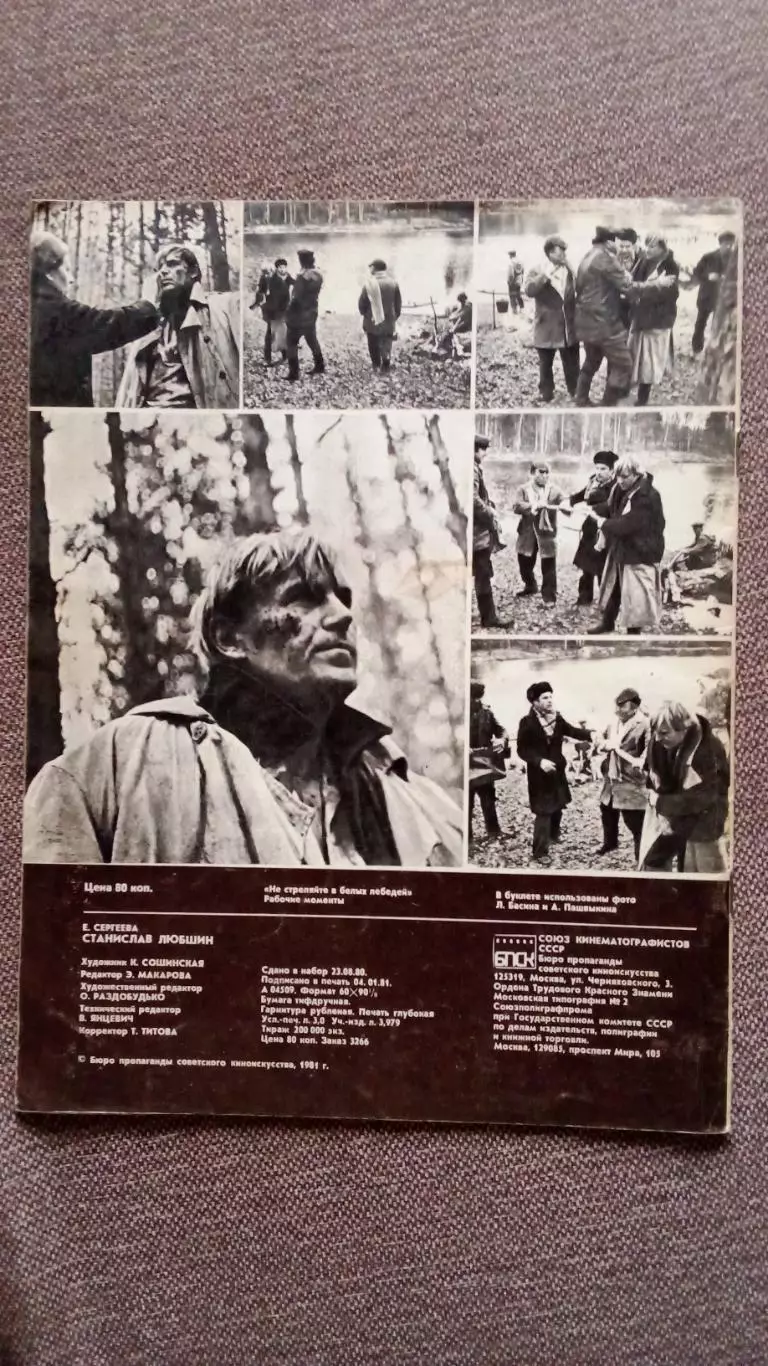 Цена 80 коп.
«Не стреляйте в белых лебедей»
Рабочие моменты
В буклете использованы фото
Л. Бесина и А. Пашвыкина
Е. СЕРГЕЕВА
СТАНИСЛАВ ЛЮБШИН
Художник К. СОШИНСКАЯ
Редактор Э. МАКАРОВА
Художественный редактор
О. РАЗДОБУДЬКО
Технический редактор
В. ЯНЦЕВИЧ
Корректор Т. ТИТОВА
© Бюро пропаганды советского киноискусства, 1981 г.
Сдано в набор 23.08.80.
Подписано в печать 04.01.81.
А 04509. Формат 60×90⅛
Бумага тифдручная.
Гарнитура рубленая. Печать глубокая
Усл.-печ. л. 3,0 Уч.-изд. л. 3,979
Тираж 200 000 экз.
Цена 80 коп. Заказ 3266
БПСК
СОЮЗ КИНЕМАТОГРАФИСТОВ
СССР
Бюро пропаганды
советского киноискусства
125319, Москва, ул. Черняховского, 3.
Ордена Трудового Красного Знамени
Московская типография № 2
Союзполиграфпрома
при Государственном комитете СССР
по делам издательств, полиграфии
и книжной торговли.
Москва, 129085, проспект Мира, 105